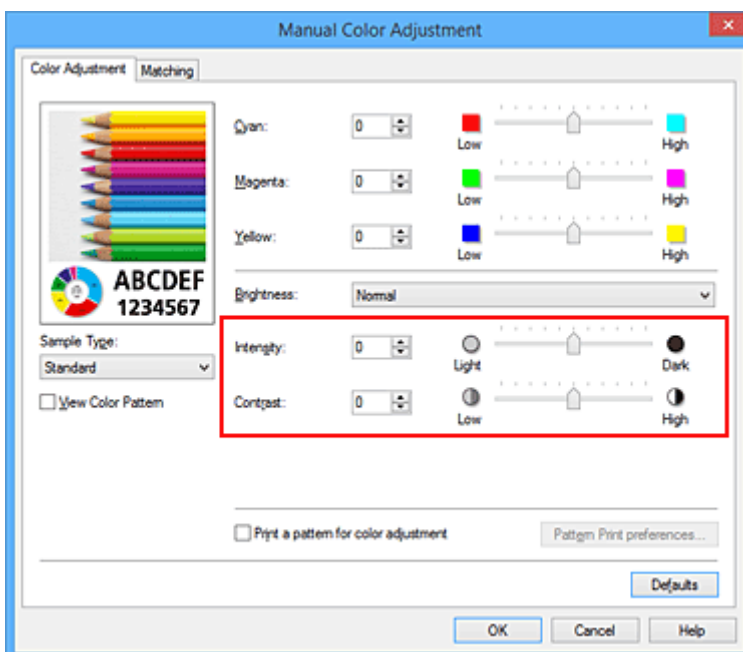 Manual Color Adjustment
Color Adjustment
Matching
ABCDEF
1234567
Sample Type:
Standard
View Color Pattern
Cyan: 0 Low High
Magenta: 0 Low High
Yellow: 0 Low High
Brightness: Normal
Intensity: 0 Light Dark
Contrast: 0 Low High
Print a pattern for color adjustment
Pattern Print preferences...
Defaults
OK Cancel Help